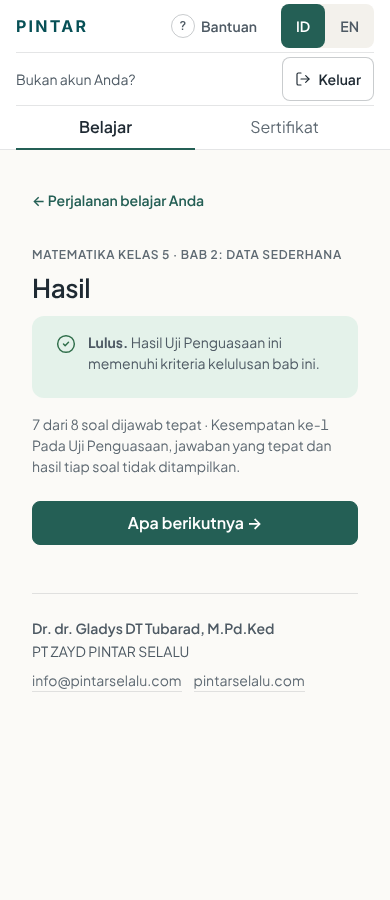 PINTAR
? Bantuan
ID EN
Bukan akun Anda?
Keluar
Belajar
Sertifikat
← Perjalanan belajar Anda
MATEMATIKA KELAS 5 · BAB 2: DATA SEDERHANA
Hasil
Lulus. Hasil Uji Penguasaan ini
memenuhi kriteria kelulusan bab ini.
7 dari 8 soal dijawab tepat · Kesempatan ke-1
Pada Uji Penguasaan, jawaban yang tepat dan
hasil tiap soal tidak ditampilkan.
Apa berikutnya →
Dr. dr. Gladys DT Tubarad, M.Pd.Ked
PT ZAYD PINTAR SELALU
info@pintarselalu.com pintarselalu.com